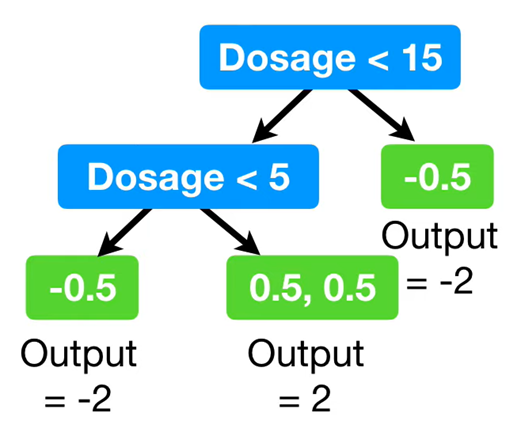 Dosage < 15
Dosage < 5
-0.5
Output
= -2
-0.5
0.5, 0.5
Output
= -2
Output
= 2